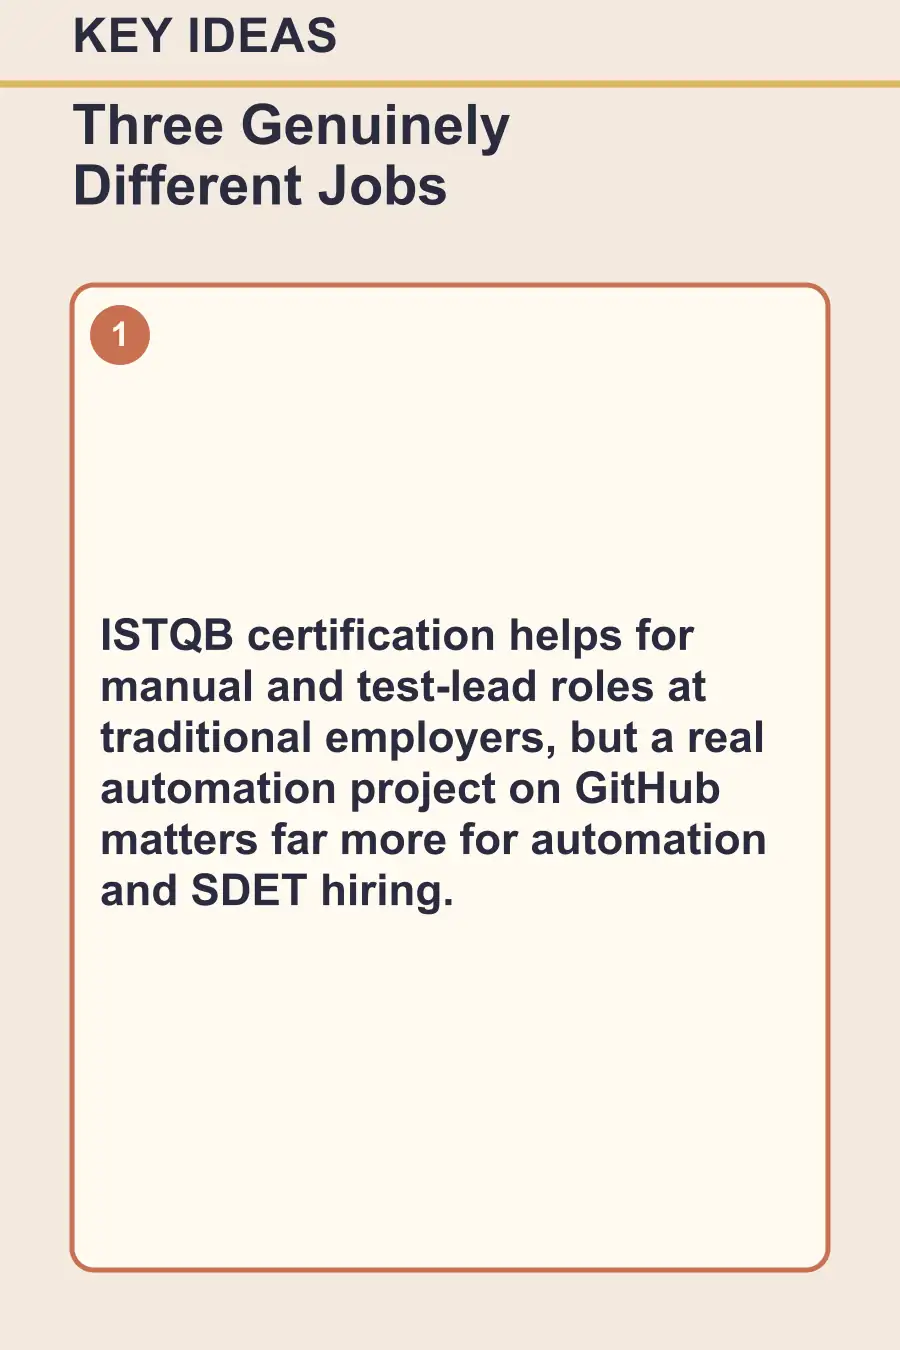 KEY IDEAS
Three Genuinely
Different Jobs
1
ISTQB certification helps for
manual and test-lead roles at
traditional employers, but a real
automation project on GitHub
matters far more for automation
and SDET hiring.